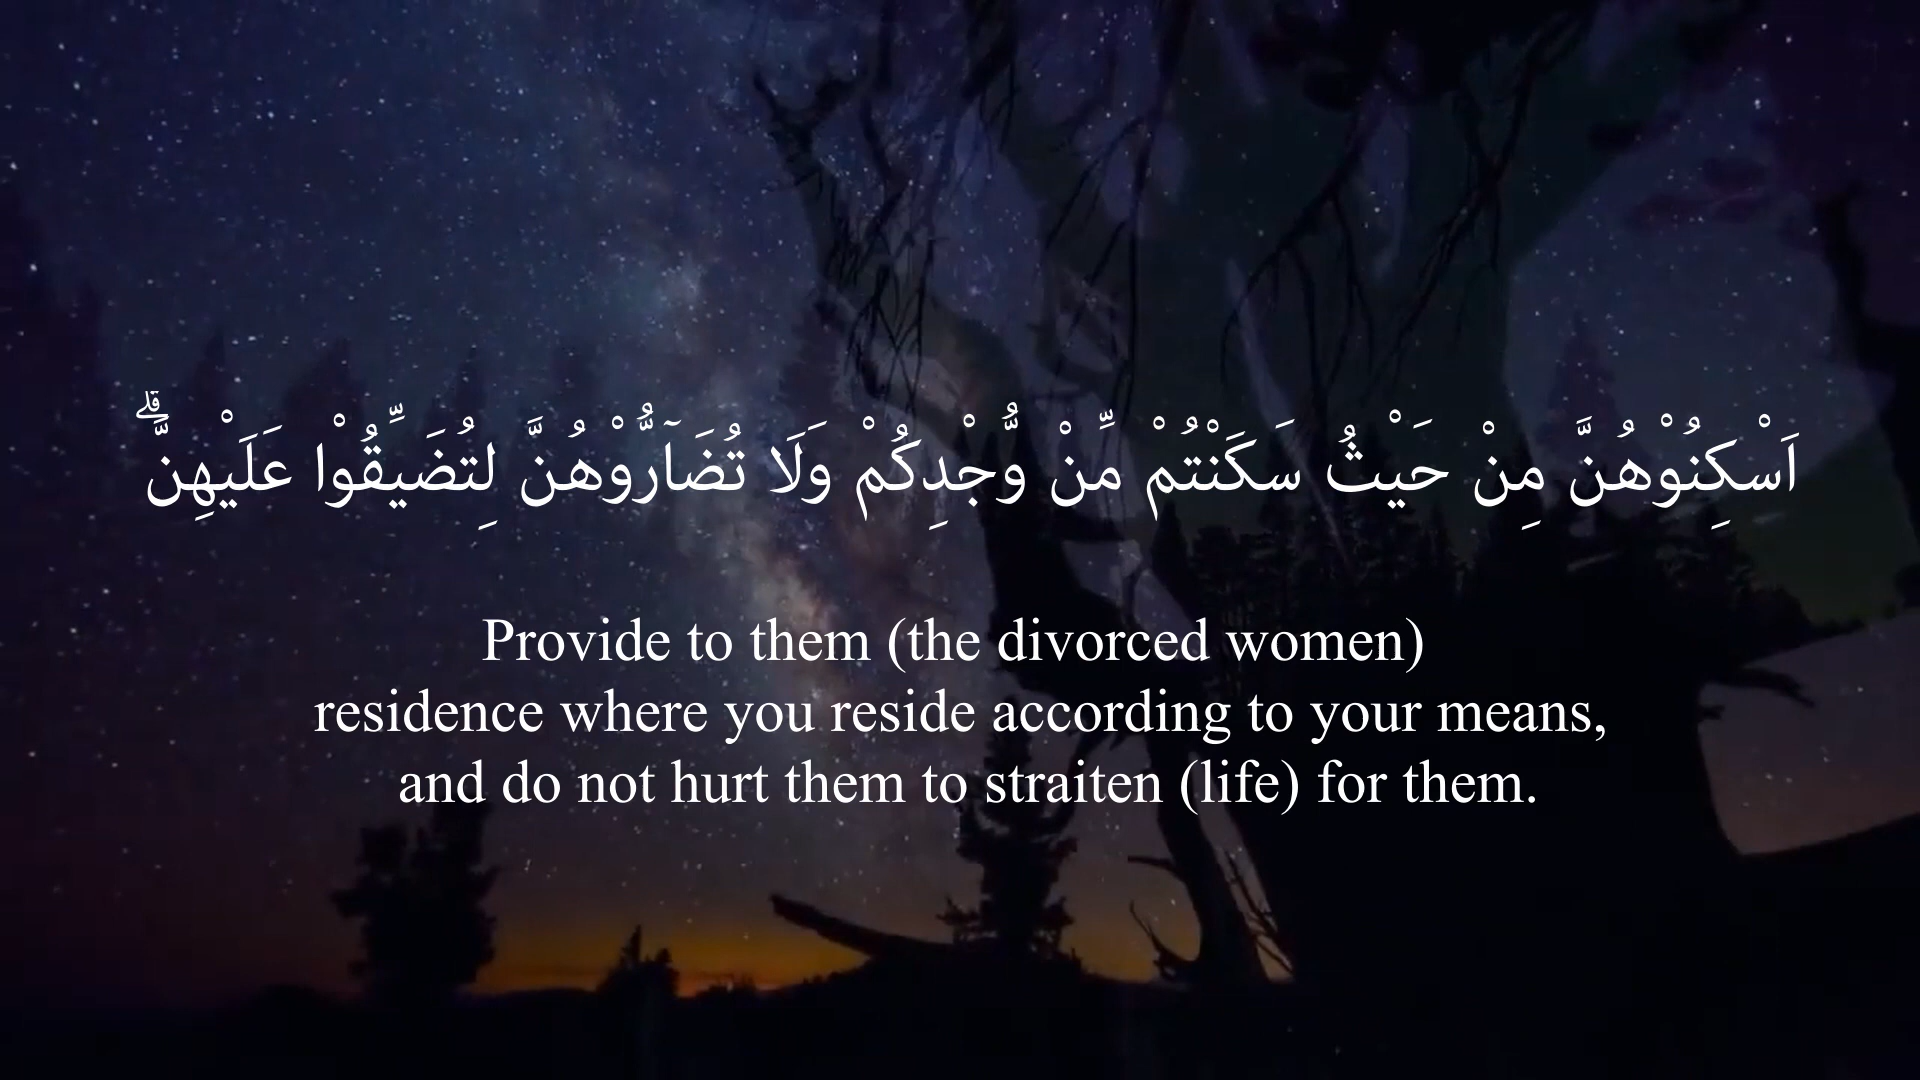 اَسْكِنُوْهُنَّ مِنْ حَيْثُ سَكَنْتُمْ مِّنْ وُّجْدِكُمْ وَلَا تُضَاۤرُّوْهُنَّ لِتُضَيِّقُوْا عَلَيْهِنَّۗ
Provide to them (the divorced women)
residence where you reside according to your means,
and do not hurt them to straiten (life) for them.